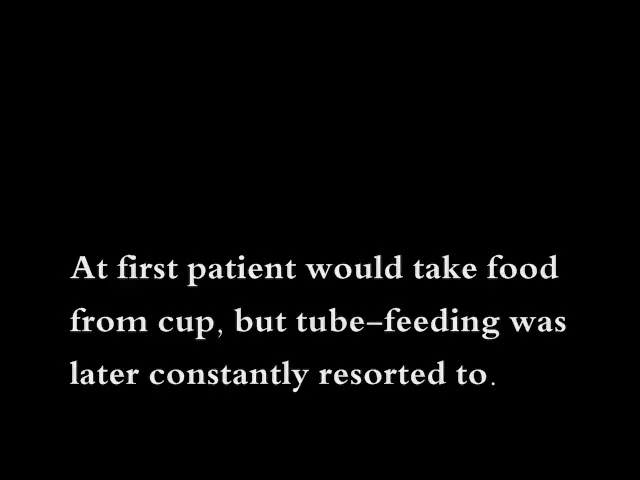 At first patient would take food
from cup, but tube-feeding was
later constantly resorted to.